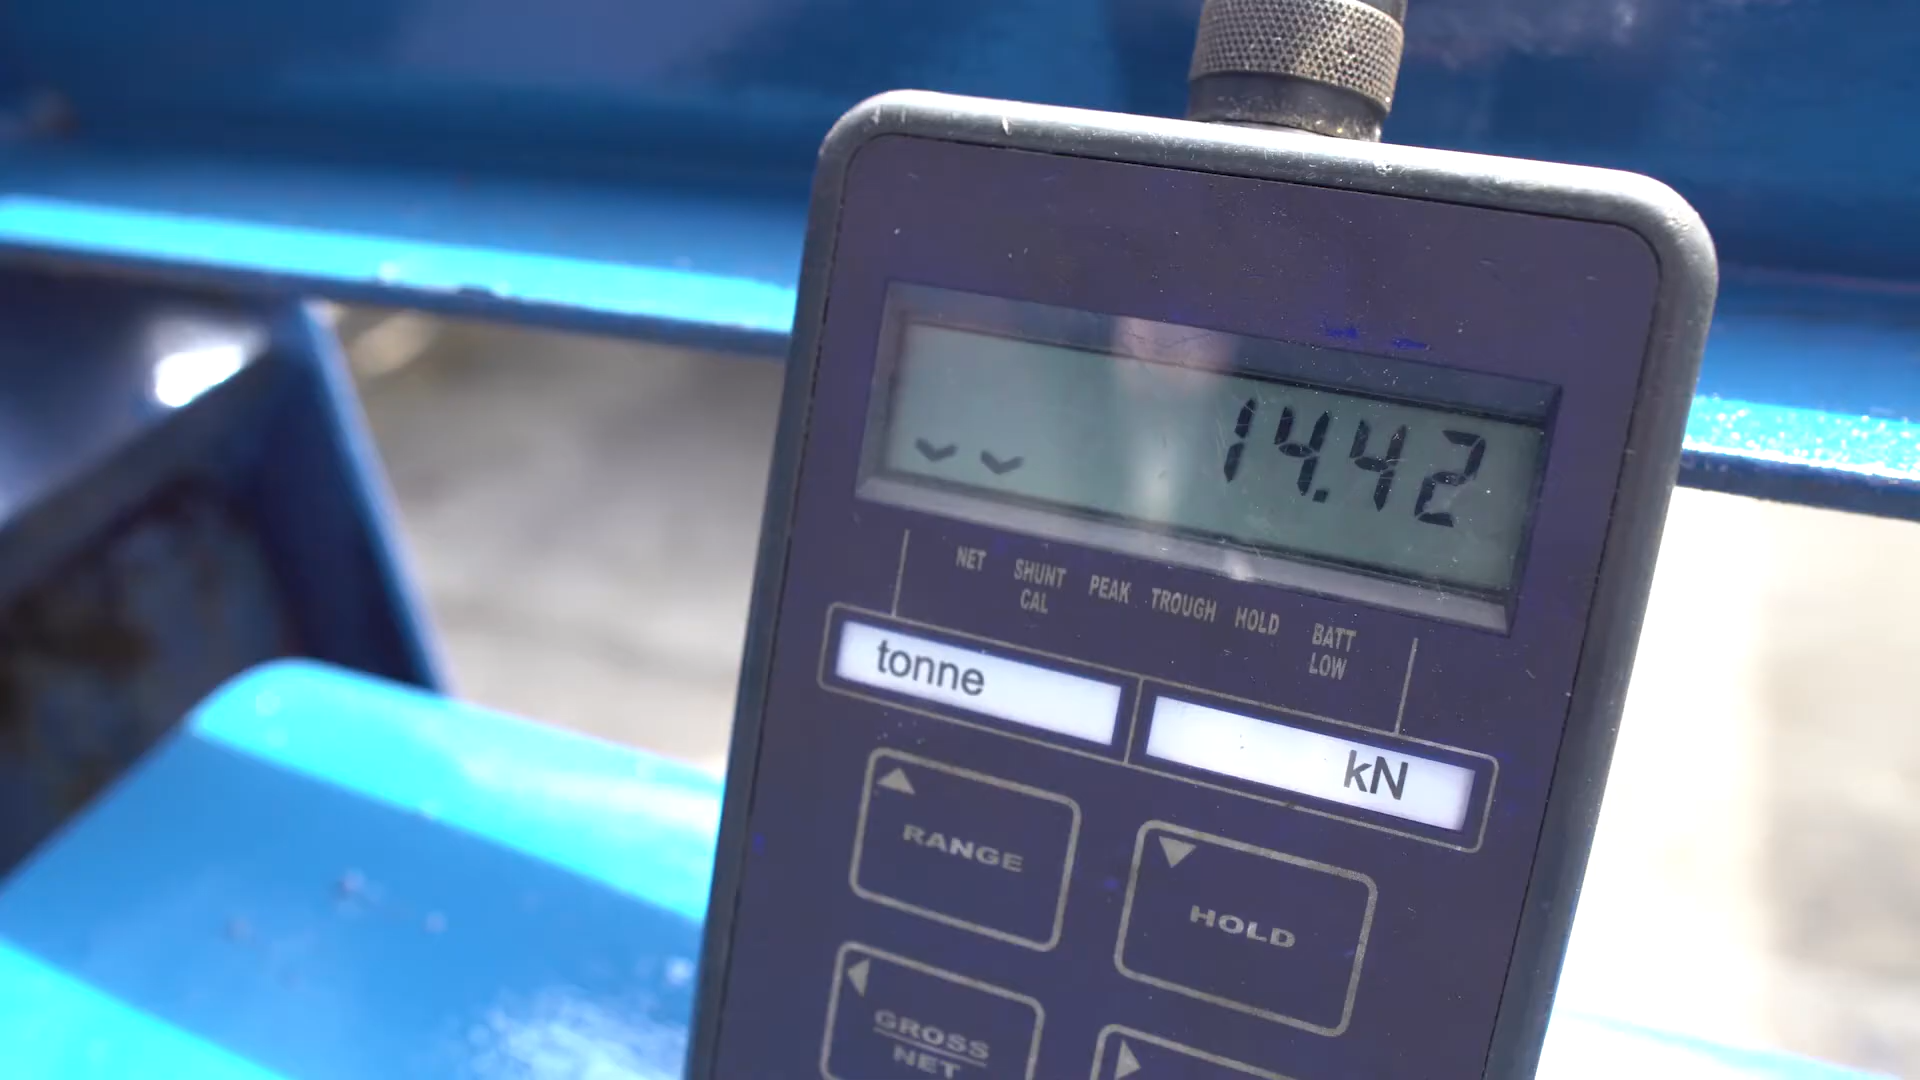 14.42
NET SHUNT CAL PEAK TROUGH HOLD BATT LOW
tonne
kN
RANGE
HOLD
GROSS
NET